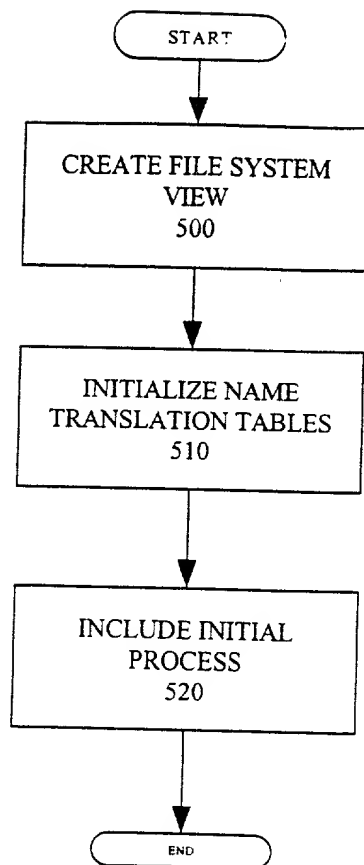 START
CREATE FILE SYSTEM
VIEW
500
INITIALIZE NAME
TRANSLATION TABLES
510
INCLUDE INITIAL
PROCESS
520
END